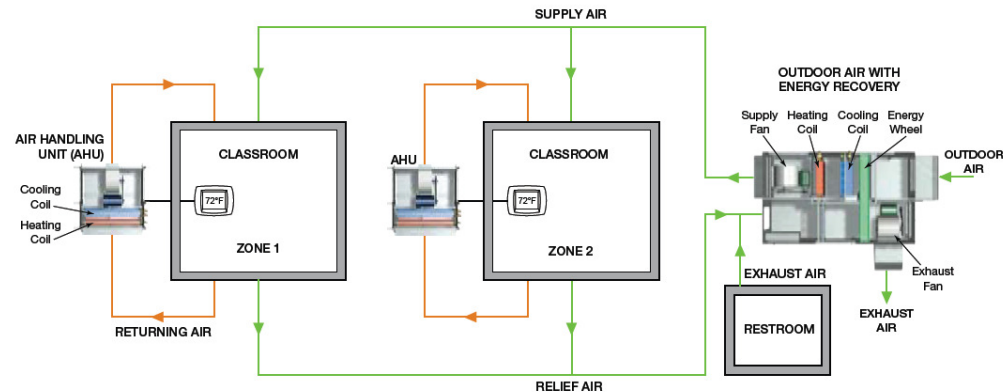 SUPPLY AIR
OUTDOOR AIR WITH
ENERGY RECOVERY
Supply
Fan
Heating
Coil
Cooling
Coil
Energy
Wheel
OUTDOOR
AIR
AIR HANDLING
UNIT (AHU)
Cooling
Coil
Heating
Coil
CLASSROOM
72°F
ZONE 1
AHU
CLASSROOM
72°F
ZONE 2
RETURNING AIR
EXHAUST AIR
RESTROOM
Exhaust
Fan
EXHAUST
AIR
RELIEF AIR